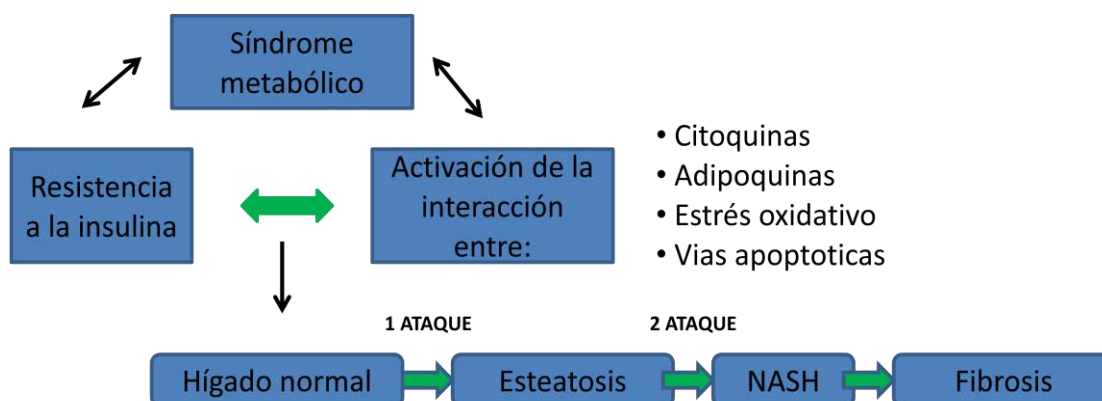 Síndrome
metabólico
Resistencia
a la insulina
Activación de la
interacción
entre:
• Citoquinas
• Adipoquinas
• Estrés oxidativo
• Vias apoptoticas
1 ATAQUE
2 ATAQUE
Hígado normal
Esteatosis
NASH
Fibrosis